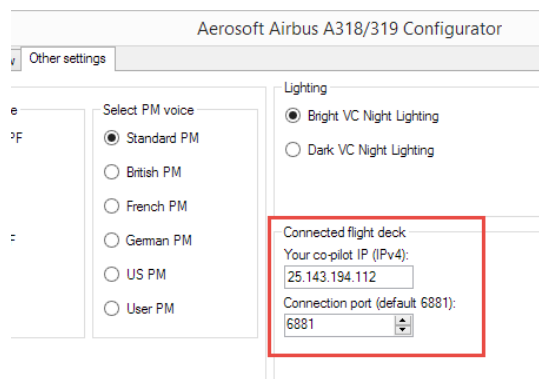 Aerosoft Airbus A318/319 Configurator
Other settings
Select PM voice
Standard PM
British PM
French PM
German PM
US PM
User PM
Lighting
Bright VC Night Lighting
Dark VC Night Lighting
Connected flight deck
Your co-pilot IP (IPv4):
25.143.194.112
Connection port (default 6881):
6881